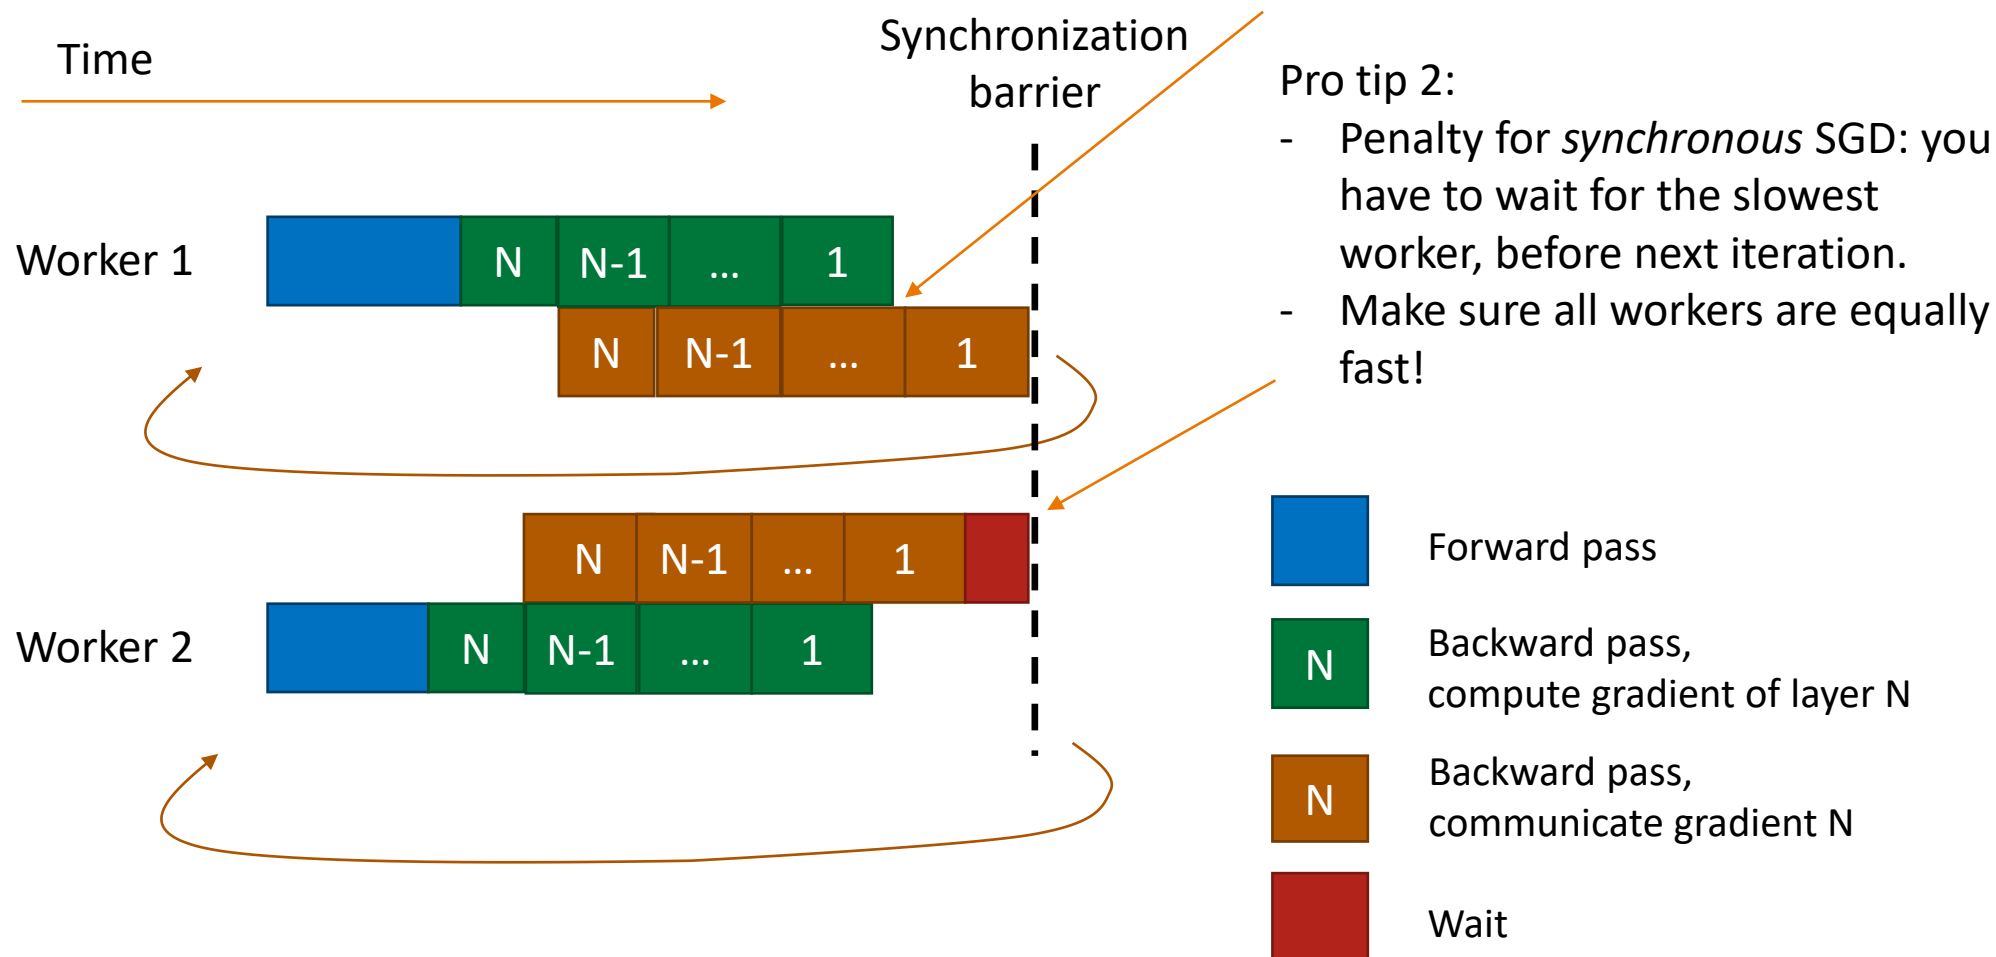 Time
Synchronization
barrier
Pro tip 2:
- Penalty for synchronous SGD: you
have to wait for the slowest
worker, before next iteration.
- Make sure all workers are equally
fast!
Worker 1
N N-1 ... 1
N N-1 ... 1
N N-1 ... 1
Worker 2
N N-1 ... 1
Forward pass
N
Backward pass,
compute gradient of layer N
N
Backward pass,
communicate gradient N
Wait